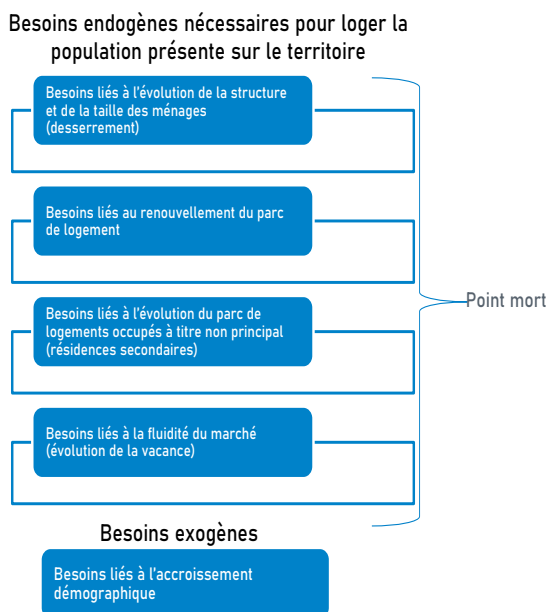 Besoins endogènes nécessaires pour loger la
population présente sur le territoire
Besoins liés à l'évolution de la structure
et de la taille des ménages
(desserrement)
Besoins liés au renouvellement du parc
de logement
Besoins liés à l'évolution du parc de
logements occupés à titre non principal
(résidences secondaires)
Besoins liés à la fluidité du marché
(évolution de la vacance)
Point mort
Besoins exogènes
Besoins liés à l'accroissement
démographique